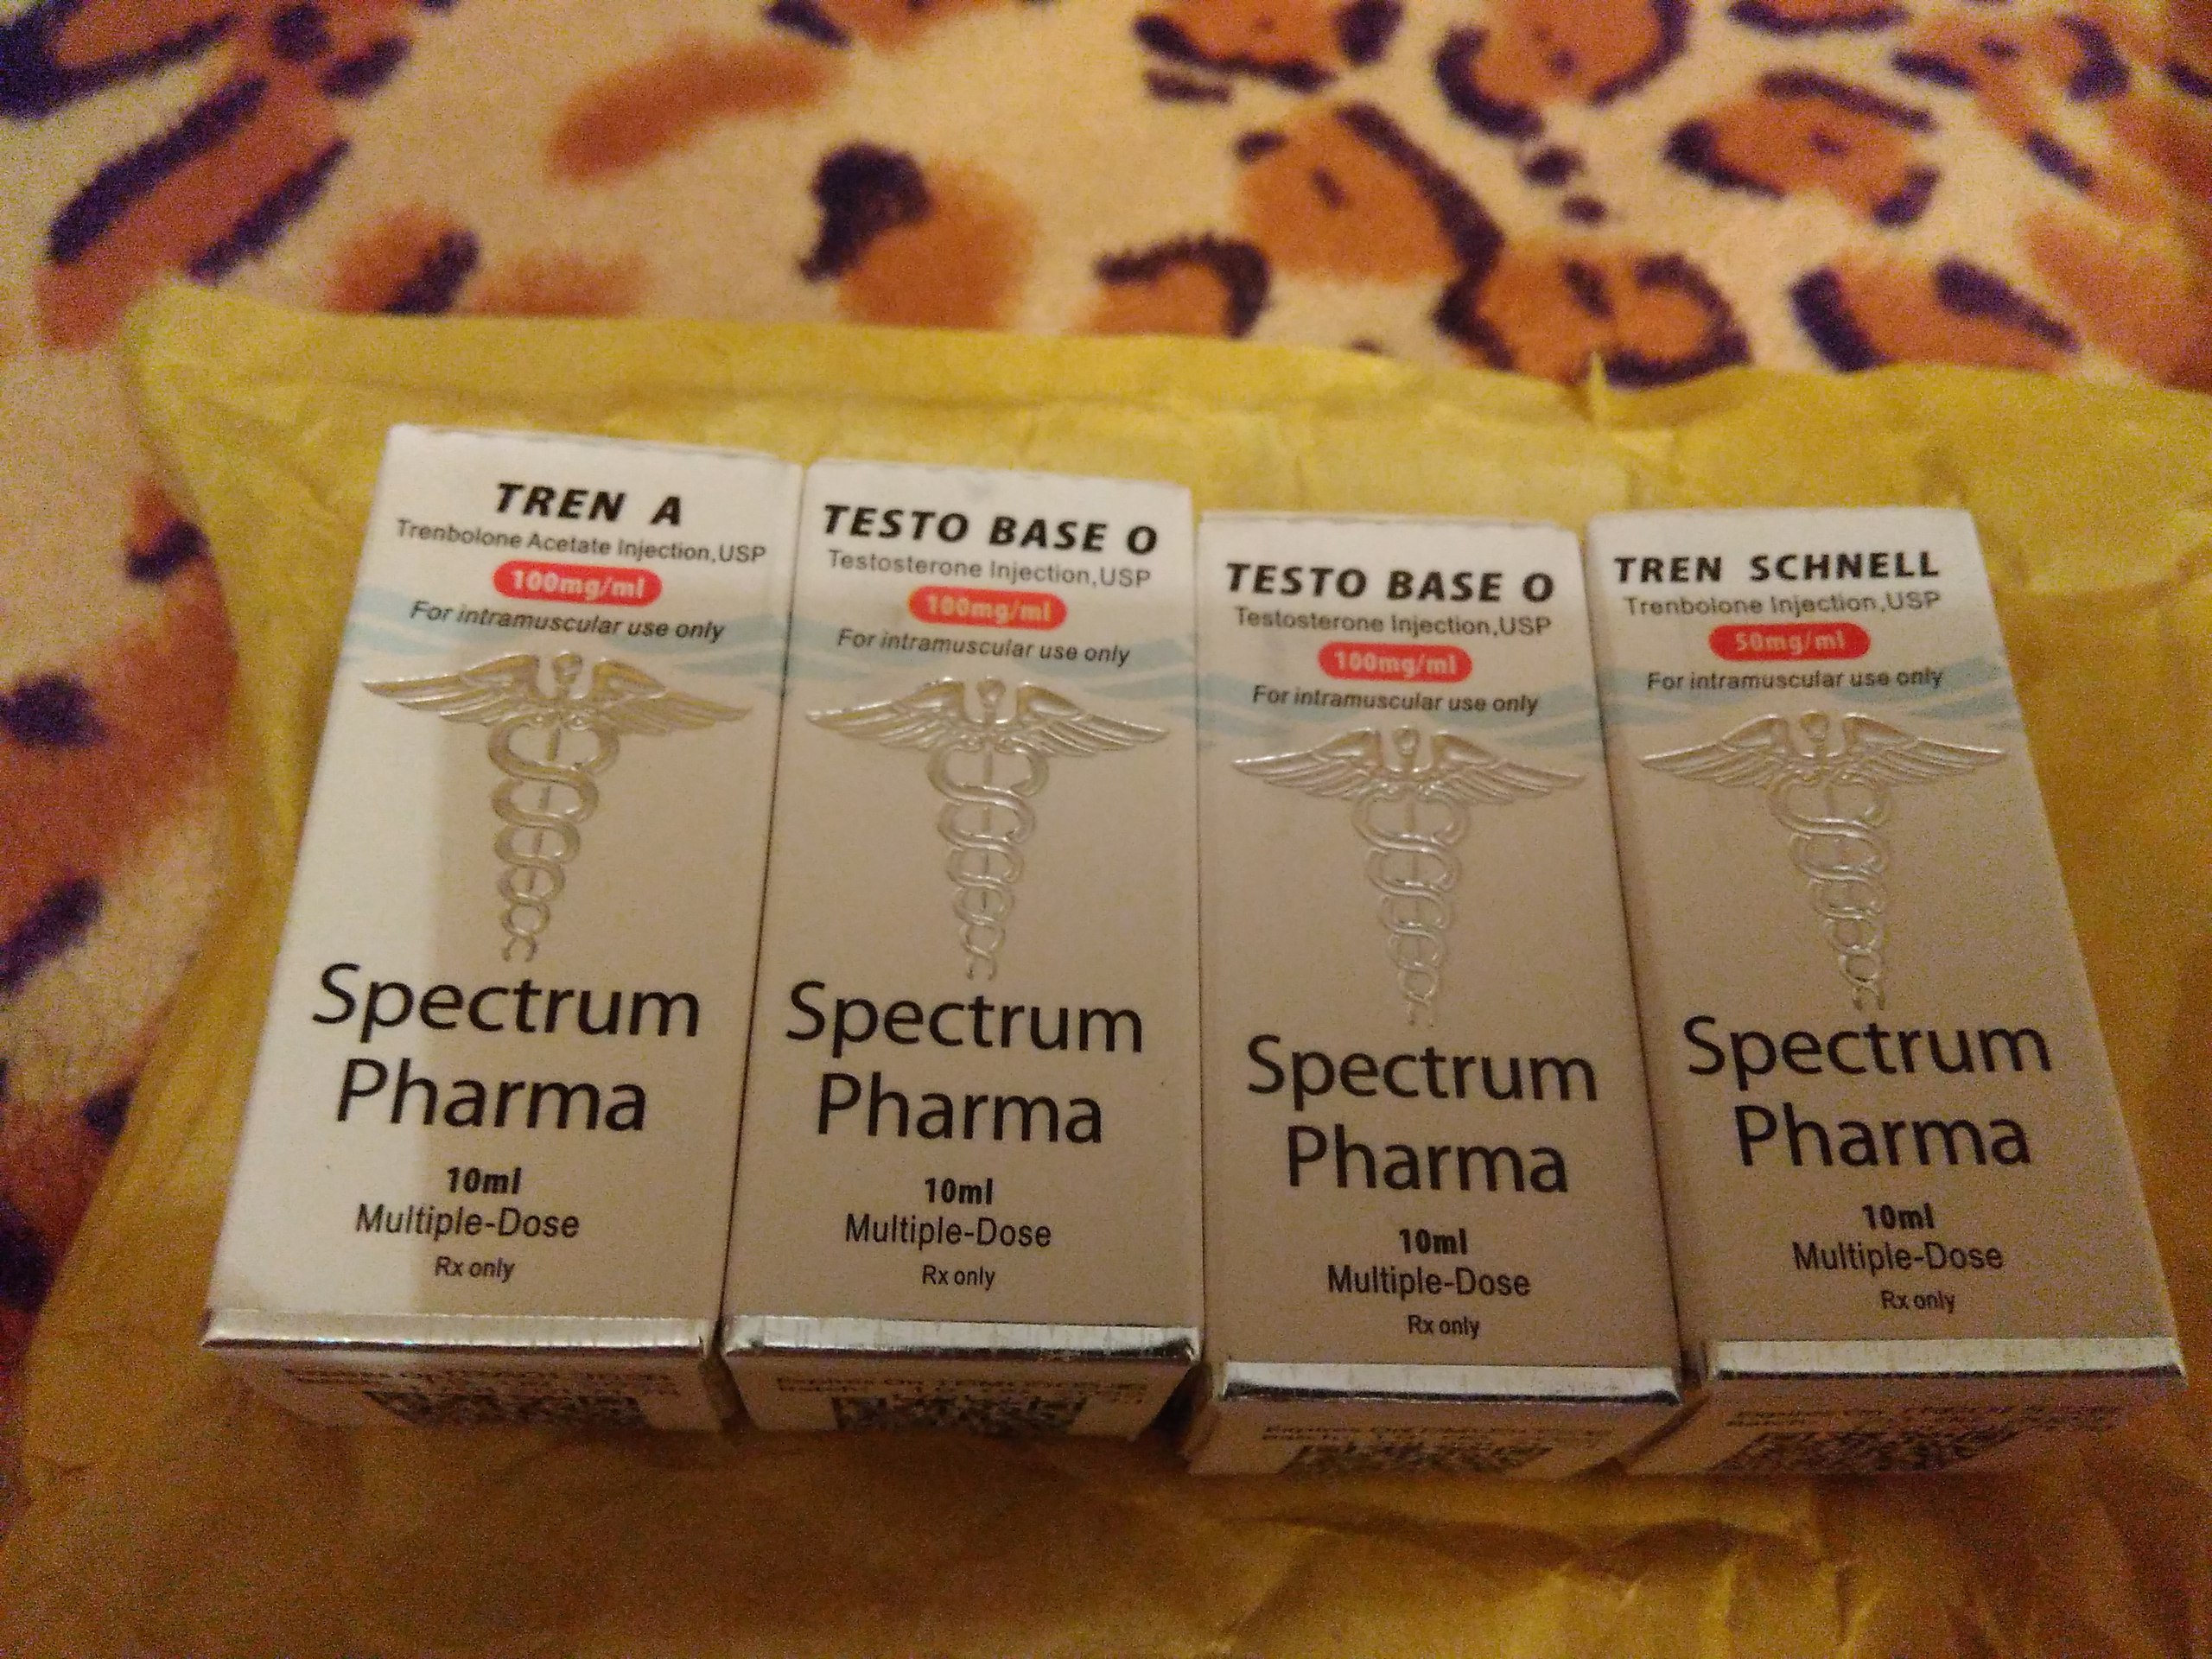 TREN A
Trenbolone Acetate Injection,USP
100mg/ml
For intramuscular use only
Spectrum
Pharma
10ml
Multiple-Dose
Rx only
TESTO BASE O
Testosterone Injection,USP
100mg/ml
For intramuscular use only
Spectrum
Pharma
10ml
Multiple-Dose
Rx only
TESTO BASE O
Testosterone Injection,USP
100mg/ml
For intramuscular use only
Spectrum
Pharma
10ml
Multiple-Dose
Rx only
TREN SCHNELL
Trenbolone Injection,USP
50mg/ml
For intramuscular use only
Spectrum
Pharma
10ml
Multiple-Dose
Rx only